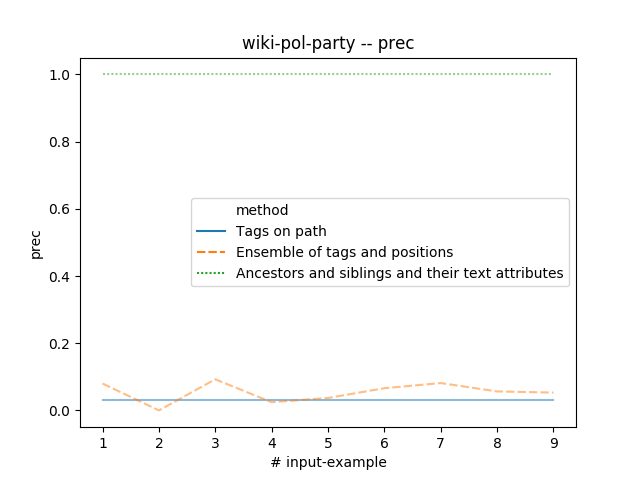 wiki-pol-party -- prec
1.0
0.8
0.6
0.4
0.2
0.0
prec
method
Tags on path
Ensemble of tags and positions
Ancestors and siblings and their text attributes
1 2 3 4 5 6 7 8 9
# input-example